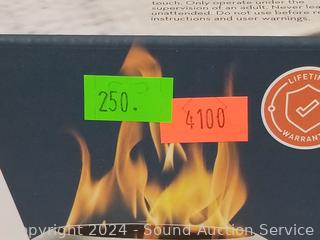 touch. Only operate under the
supervision of an adult. Never lea
unattended. Do not use before re
instructions and user warnings.
250.
4100
LIFETIM
WARRANT
Copyright 2024 - Sound Auction Service